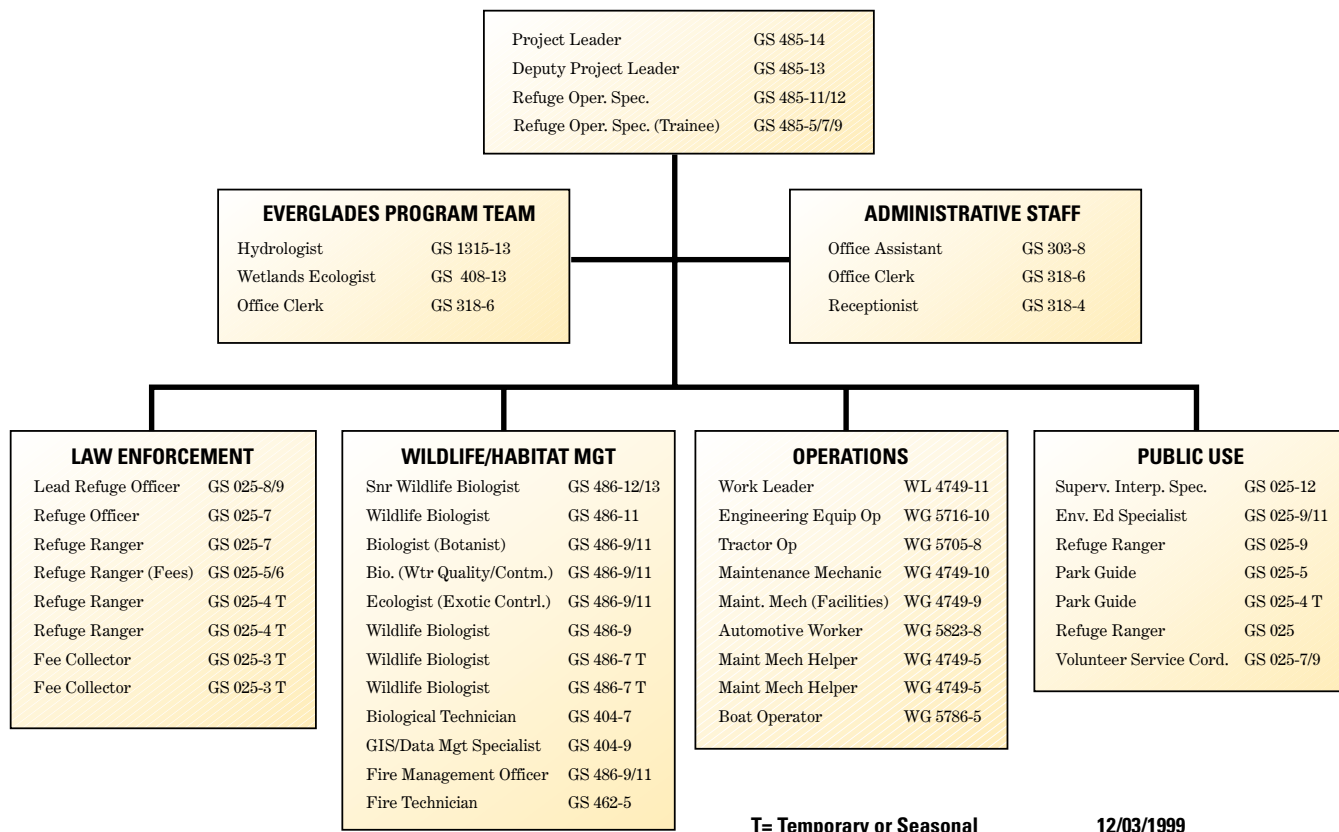 Project Leader GS 485-14
Deputy Project Leader GS 485-13
Refuge Oper. Spec. GS 485-11/12
Refuge Oper. Spec. (Trainee) GS 485-5/7/9
EVERGLADES PROGRAM TEAM
Hydrologist GS 1315-13
Wetlands Ecologist GS 408-13
Office Clerk GS 318-6
ADMINISTRATIVE STAFF
Office Assistant GS 303-8
Office Clerk GS 318-6
Receptionist GS 318-4
LAW ENFORCEMENT
Lead Refuge Officer GS 025-8/9
Refuge Officer GS 025-7
Refuge Ranger GS 025-7
Refuge Ranger (Fees) GS 025-5/6
Refuge Ranger GS 025-4 T
Refuge Ranger GS 025-4 T
Fee Collector GS 025-3 T
Fee Collector GS 025-3 T
WILDLIFE/HABITAT MGT
Snr Wildlife Biologist GS 486-12/13
Wildlife Biologist GS 486-11
Biologist (Botanist) GS 486-9/11
Bio. (Wtr Quality/Contm.) GS 486-9/11
Ecologist (Exotic Contrl.) GS 486-9/11
Wildlife Biologist GS 486-9
Wildlife Biologist GS 486-7 T
Wildlife Biologist GS 486-7 T
Biological Technician GS 404-7
GIS/Data Mgt Specialist GS 404-9
Fire Management Officer GS 486-9/11
Fire Technician GS 462-5
OPERATIONS
Work Leader WL 4749-11
Engineering Equip Op WG 5716-10
Tractor Op WG 5705-8
Maintenance Mechanic WG 4749-10
Maint. Mech (Facilities) WG 4749-9
Automotive Worker WG 5823-8
Maint Mech Helper WG 4749-5
Maint Mech Helper WG 4749-5
Boat Operator WG 5786-5
PUBLIC USE
Superv. Interp. Spec. GS 025-12
Env. Ed Specialist GS 025-9/11
Refuge Ranger GS 025-9
Park Guide GS 025-5
Park Guide GS 025-4 T
Refuge Ranger GS 025
Volunteer Service Cord. GS 025-7/9
T= Temporary or Seasonal 12/03/1999